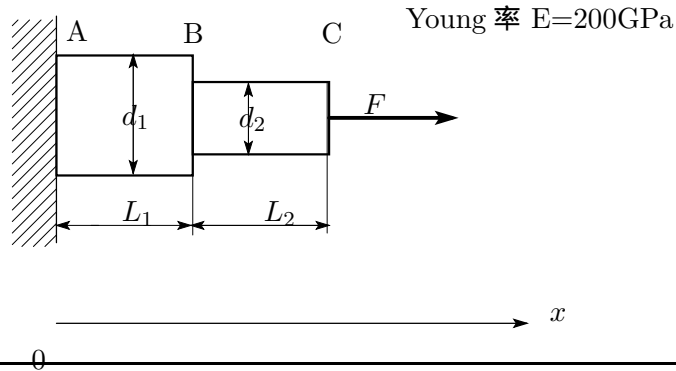 Young 率 E=200GPa
A B C
d₁ d₂ F
L₁ L₂
x
0